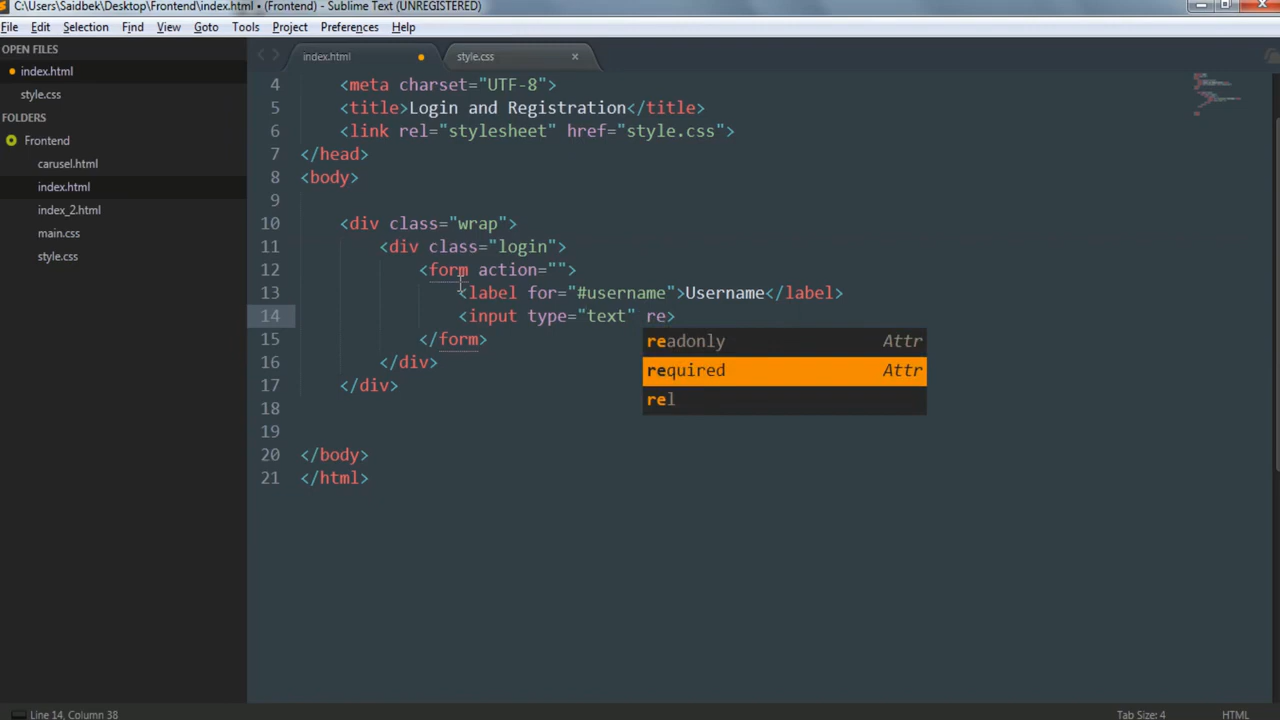 C:\Users\Saidbek\Desktop\Frontend\index.html • (Frontend) - Sublime Text (UNREGISTERED)
File Edit Selection Find View Goto Tools Project Preferences Help
OPEN FILES
index.html
style.css
FOLDERS
Frontend
carusel.html
index.html
index_2.html
main.css
style.css
index.html
style.css
4 <meta charset="UTF-8">
5 <title>Login and Registration</title>
6 <link rel="stylesheet" href="style.css">
7 </head>
8 <body>
9
10 <div class="wrap">
11 <div class="login">
12 <form action="">
13 <label for="#username">Username</label>
14 <input type="text" re>
15 </form>
16 </div>
17 </div>
18
19
20 </body>
21 </html>
readonly Attr
required Attr
rel
Line 14, Column 38
Tab Size: 4
HTML